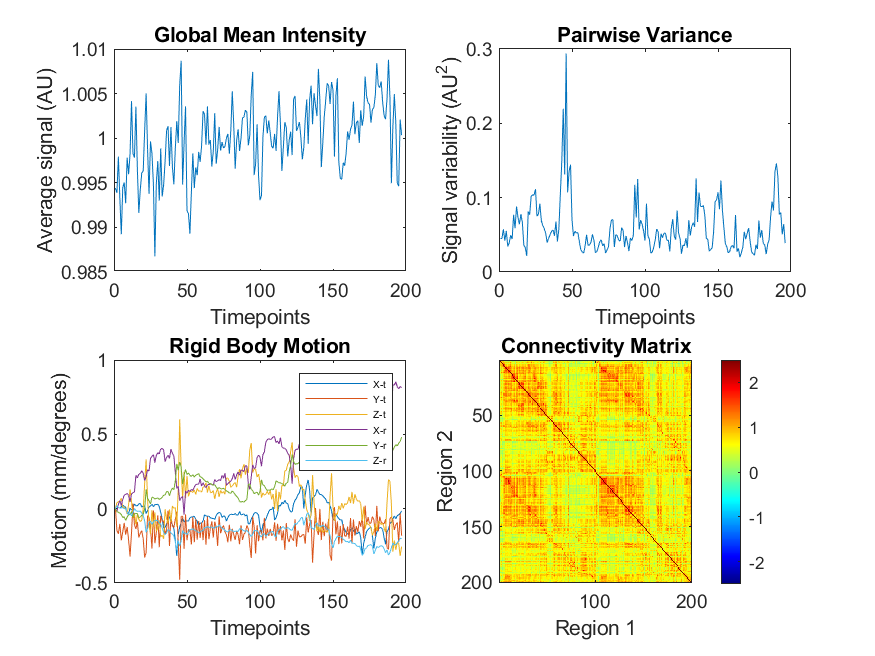 Global Mean Intensity
Average signal (AU)
1.01
1.005
1
0.995
0.99
0.985
0 50 100 150 200
Timepoints
Pairwise Variance
Signal variability (AU2)
0.3
0.2
0.1
0
0 50 100 150 200
Timepoints
Rigid Body Motion
Motion (mm/degrees)
1
0.5
0
-0.5
X-t
Y-t
Z-t
X-r
Y-r
Z-r
0 50 100 150 200
Timepoints
Connectivity Matrix
Region 2
50
100
150
200
100 200
Region 1
2
1
0
-1
-2